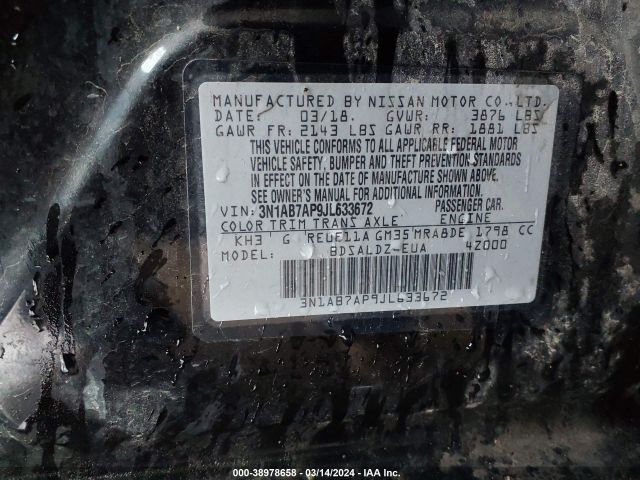 MANUFACTURED BY NISSAN MOTOR CO., LTD.
DATE: 03/18. GVWR: 3876 LBS
GAWR FR: 2143 LBS GAWR RR: 1881 LBS
THIS VEHICLE CONFORMS TO ALL APPLICABLE FEDERAL MOTOR
VEHICLE SAFETY, BUMPER AND THEFT PREVENTION STANDARDS
IN EFFECT ON THE DATE OF MANUFACTURE SHOWN ABOVE.
SEE OWNER'S MANUAL FOR ADDITIONAL INFORMATION.
VIN: 3N1AB7AP9JL633672 PASSENGER CAR.
COLOR TRIM TRANS AXLE ENGINE
KH3 G RE0F11A GM35 MRA8DE 1798 CC
MODEL: BDSALDZ-EUA 4Z000
3N1AB7AP9JL633672
000-38978658 - 03/14/2024 - IAA Inc.